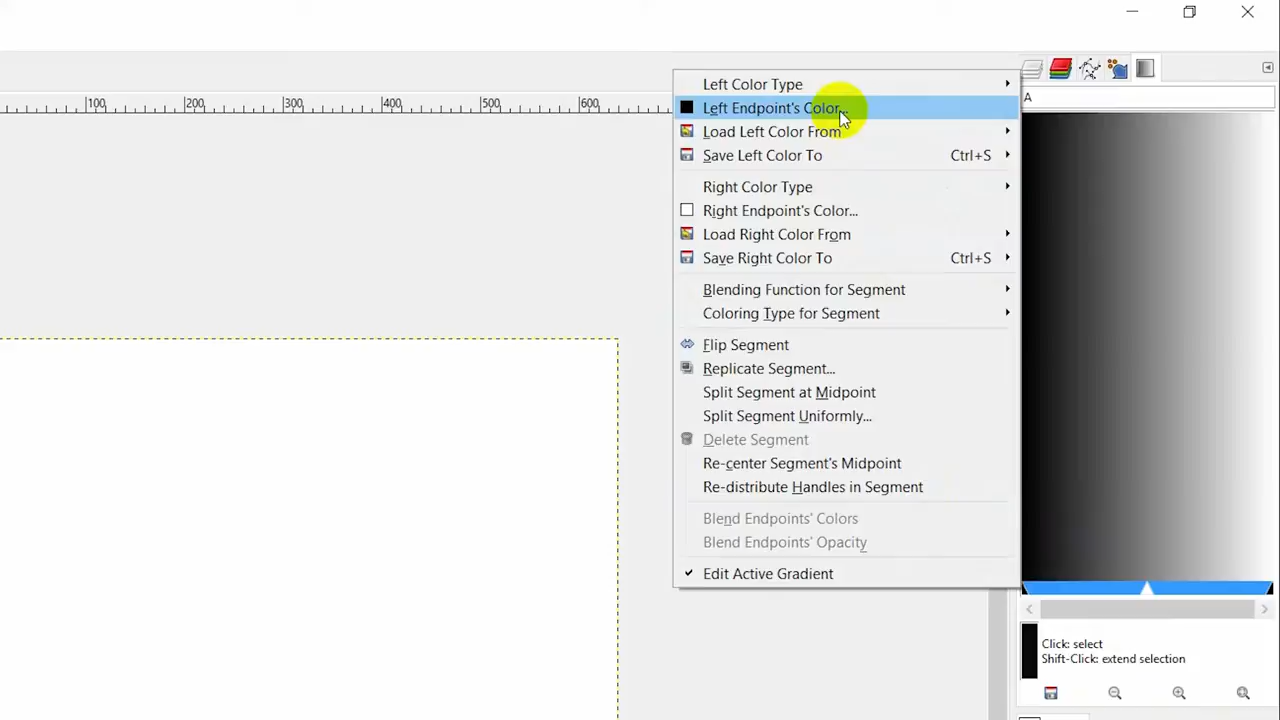 100
200
300
400
500
600
A
Left Color Type
Left Endpoint's Color...
Load Left Color From
Save Left Color To Ctrl+S
Right Color Type
Right Endpoint's Color...
Load Right Color From
Save Right Color To Ctrl+S
Blending Function for Segment
Coloring Type for Segment
Flip Segment
Replicate Segment...
Split Segment at Midpoint
Split Segment Uniformly...
Delete Segment
Re-center Segment's Midpoint
Re-distribute Handles in Segment
Blend Endpoints' Colors
Blend Endpoints' Opacity
Edit Active Gradient
Click: select
Shift-Click: extend selection